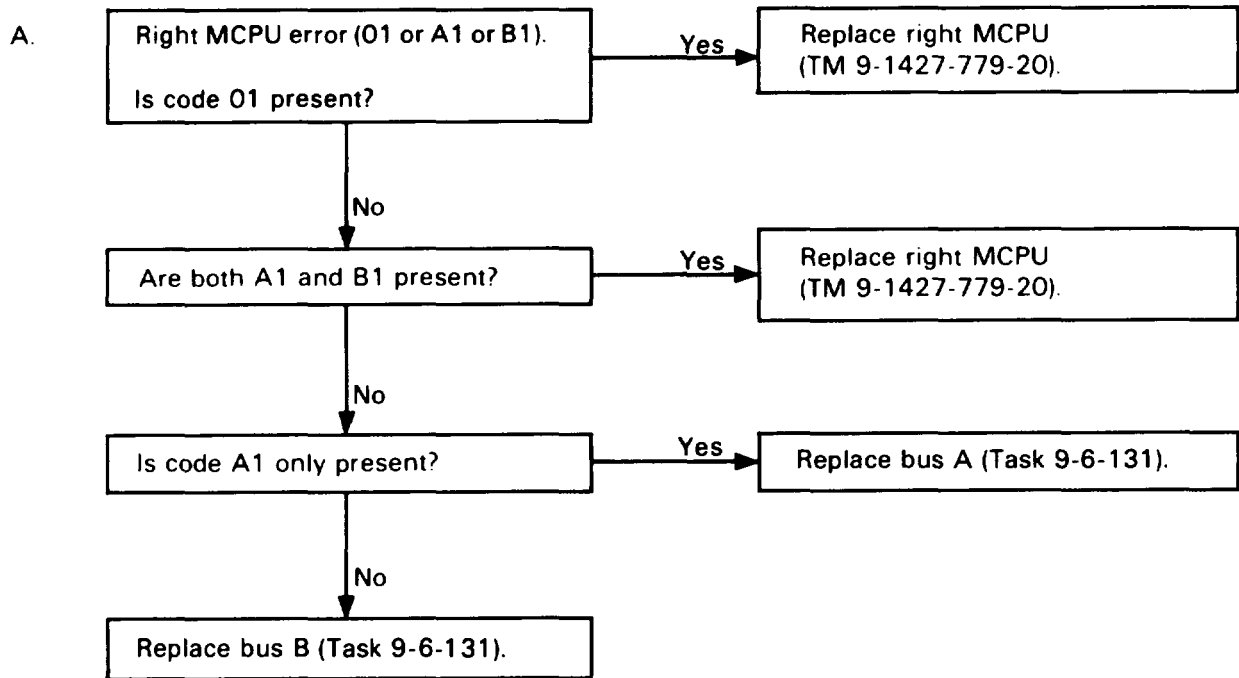 A.
Right MCPU error (01 or A1 or B1).
Is code 01 present?
Yes
Replace right MCPU
(TM 9-1427-779-20).
No
Are both A1 and B1 present?
Yes
Replace right MCPU
(TM 9-1427-779-20).
No
Is code A1 only present?
Yes
Replace bus A (Task 9-6-131).
No
Replace bus B (Task 9-6-131).